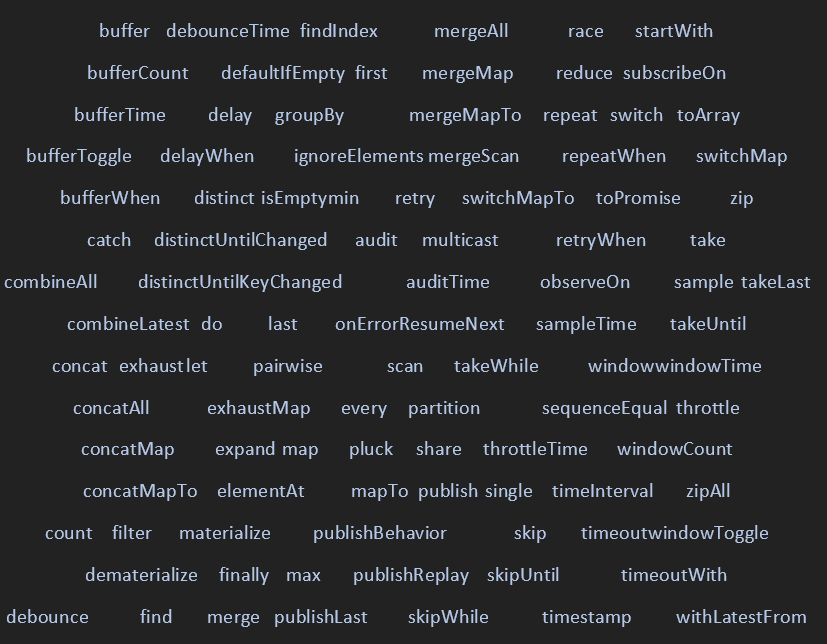 buffer debounceTime findIndex mergeAll race startWith
bufferCount defaultIfEmpty first mergeMap reduce subscribeOn
bufferTime delay groupBy mergeMapTo repeat switch toArray
bufferToggle delayWhen ignoreElements mergeScan repeatWhen switchMap
bufferWhen distinct isEmptymin retry switchMapTo toPromise zip
catch distinctUntilChanged audit multicast retryWhen take
combineAll distinctUntilKeyChanged auditTime observeOn sample takeLast
combineLatest do last onErrorResumeNext sampleTime takeUntil
concat exhaust let pairwise scan takeWhile windowwindowTime
concatAll exhaustMap every partition sequenceEqual throttle
concatMap expand map pluck share throttleTime windowCount
concatMapTo elementAt mapTo publish single timeInterval zipAll
count filter materialize publishBehavior skip timeoutwindowToggle
dematerialize finally max publishReplay skipUntil timeoutWith
debounce find merge publishLast skipWhile timestamp withLatestFrom